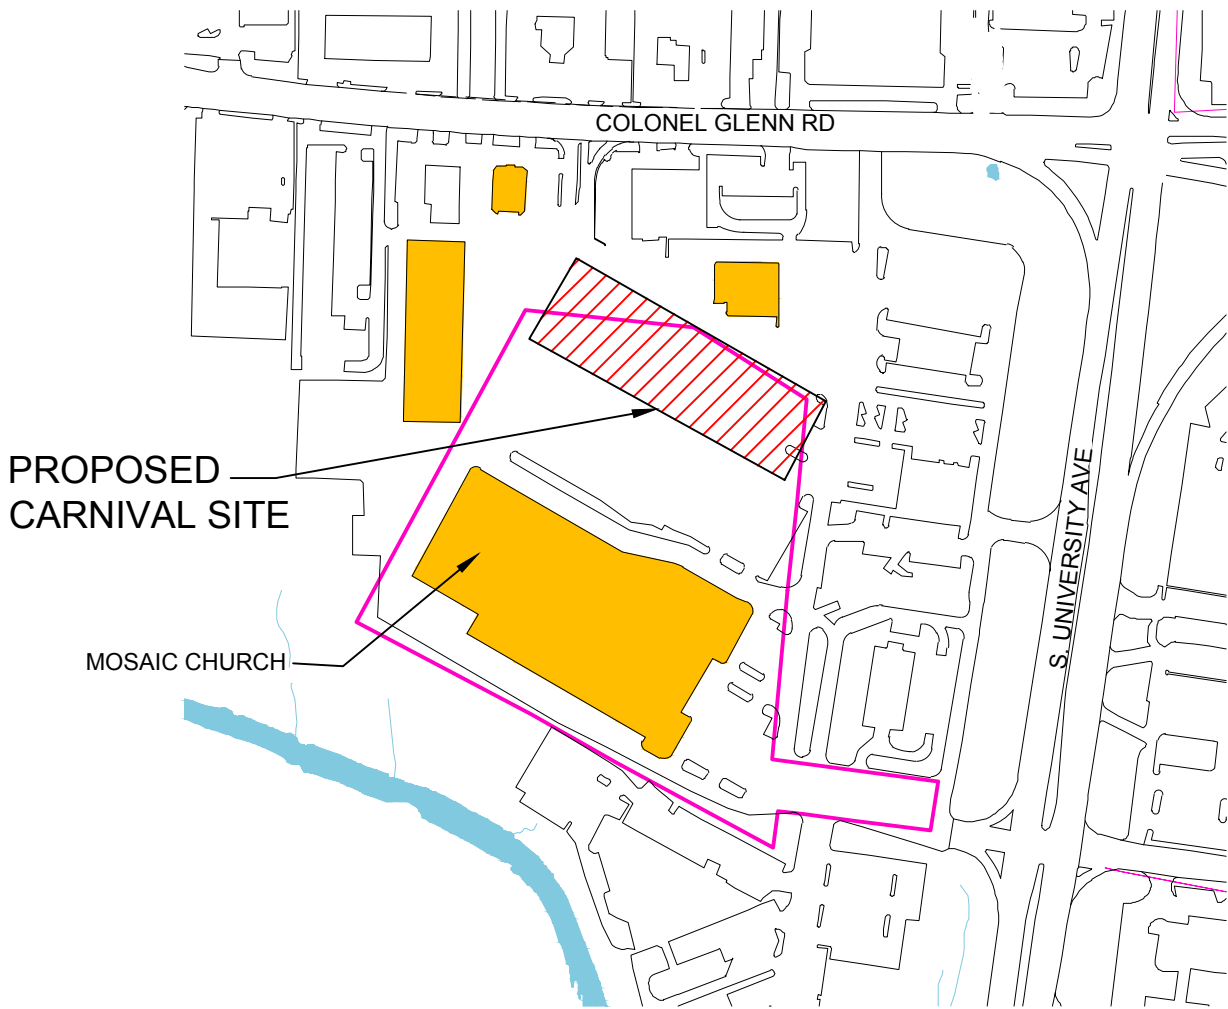 COLONEL GLENN RD
PROPOSED
CARNIVAL SITE
S. UNIVERSITY AVE
MOSAIC CHURCH